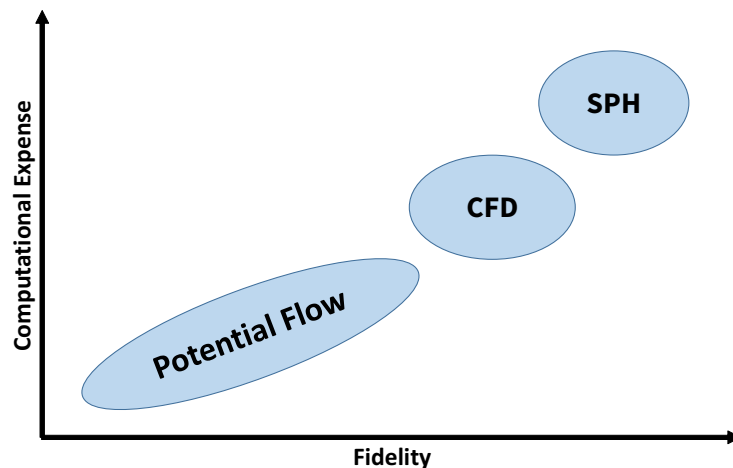 SPH
CFD
Potential Flow
Computational Expense
Fidelity